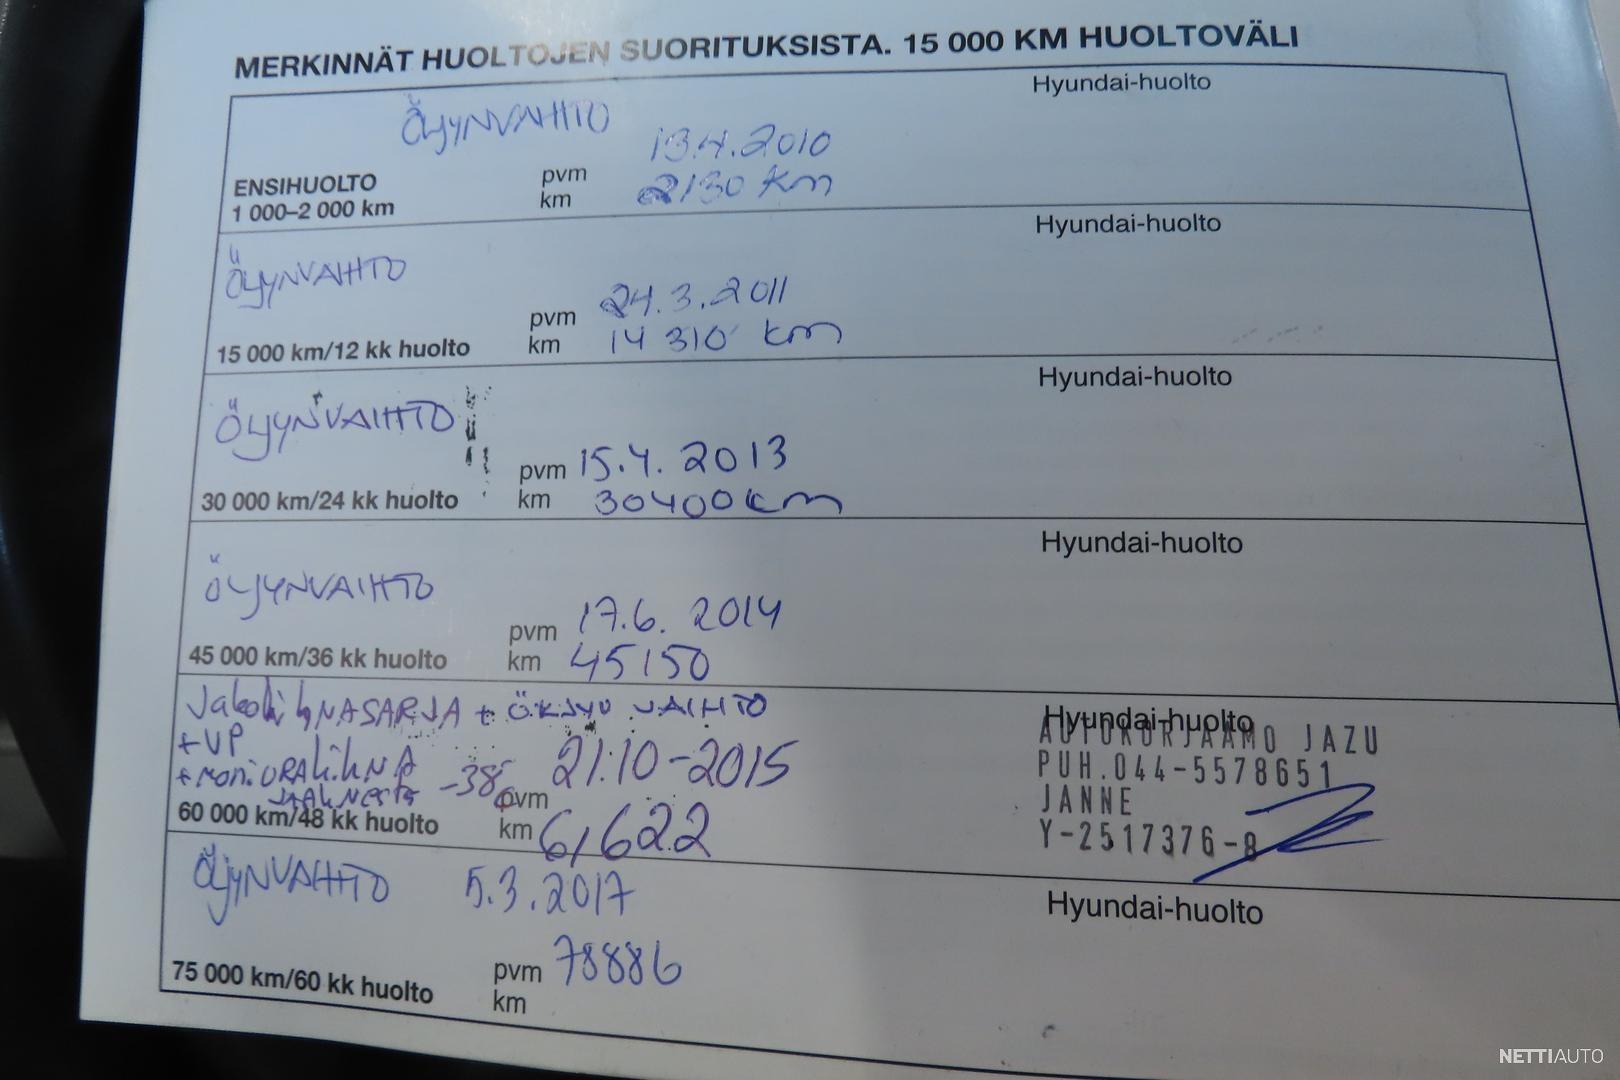 MERKINNÄT HUOLTOJEN SUORITUKSISTA. 15 000 KM HUOLTOVÄLI
Hyundai-huolto
ÖLJYNVAIHTO
13.4.2010
pvm
2130 km
km
ENSIHUOLTO
1 000–2 000 km
Hyundai-huolto
ÖLJYNVAIHTO
24.3.2011
pvm
14 310 km
km
15 000 km/12 kk huolto
Hyundai-huolto
ÖLJYNVAIHTO
pvm 15.4.2013
km 30400 km
30 000 km/24 kk huolto
Hyundai-huolto
ÖLJYNVAIHTO
pvm 17.6. 2014
km 45150
45 000 km/36 kk huolto
VAIHTO
Hyundai-huolto
AUTOKORJAAMO JAZU
+VP
21.10-2015
PUH.044-5578651
-38
pvm
JANNE
60 000 km/48 kk huolto
km 61622
Y-2517376-8
ÖLJYNVAIHTO 5.3.2017
Hyundai-huolto
pvm 78886
km
75 000 km/60 kk huolto
NETTIAUTO